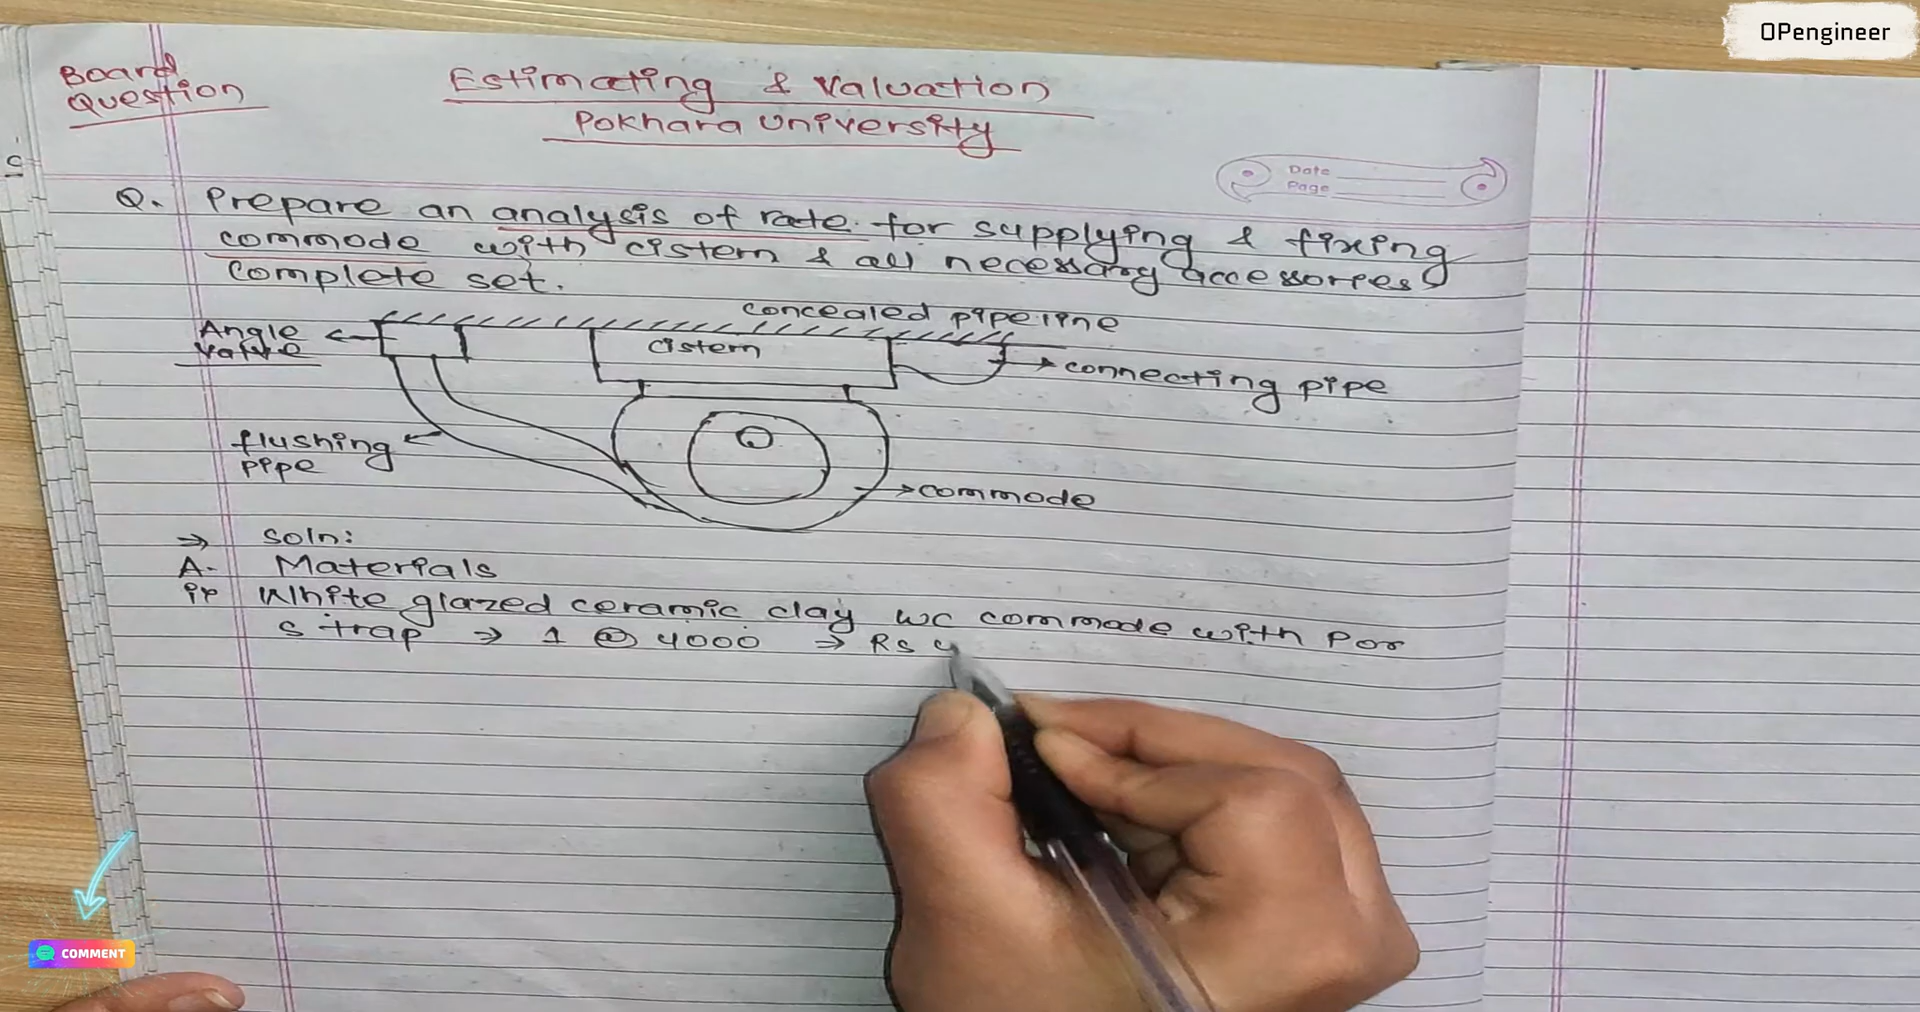 OPengineer
Board
Question
Estimating & Valuation
Pokhara University
Date
Page
Q. Prepare an analysis of rate for supplying & fixing
commode with cistern & all necessary accessories
complete set.
concealed pipeline
Angle
valve
cistern
connecting pipe
flushing
pipe
commode
⇒ Soln:
A. Materials
i> White glazed ceramic clay wc commode with P or
S trap ⇒ 1 @ 4000 ⇒ Rs 4
COMMENT